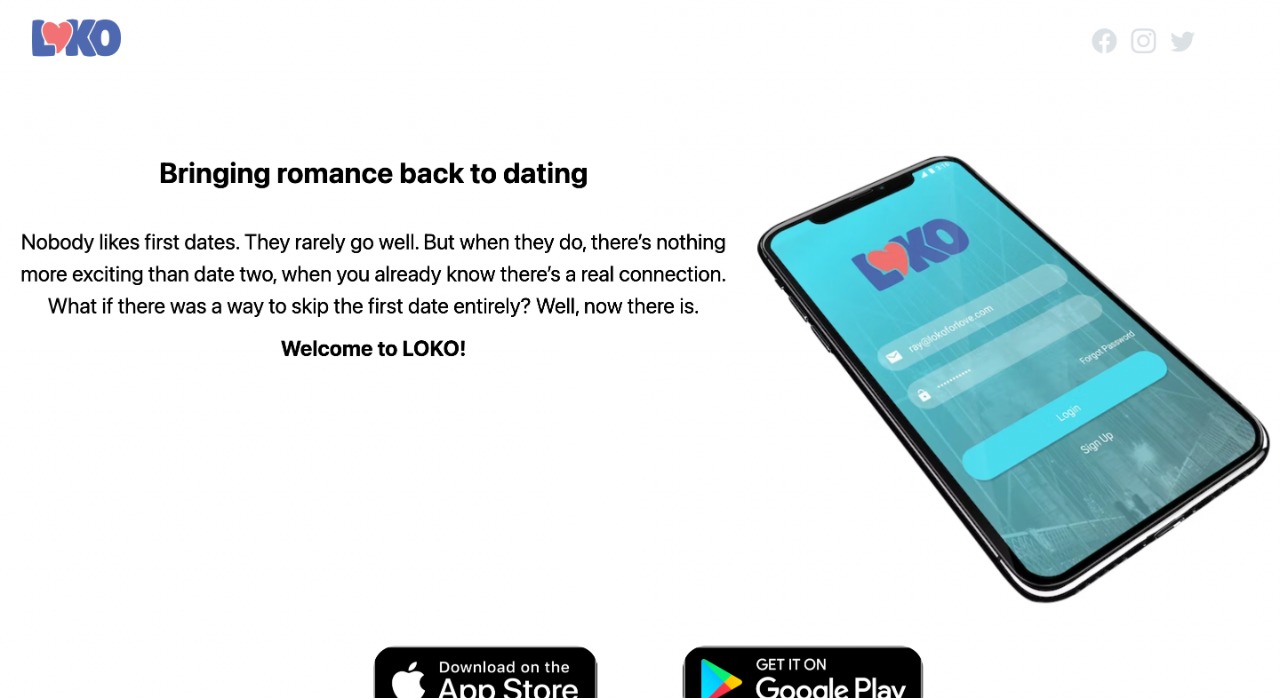 LOKO
Bringing romance back to dating
Nobody likes first dates. They rarely go well. But when they do, there’s nothing
more exciting than date two, when you already know there’s a real connection.
What if there was a way to skip the first date entirely? Well, now there is.
Welcome to LOKO!
LOKO
ray@lokoforlove.com
Forgot Password
Login
Sign Up
Download on the
App Store
GET IT ON
Google Play